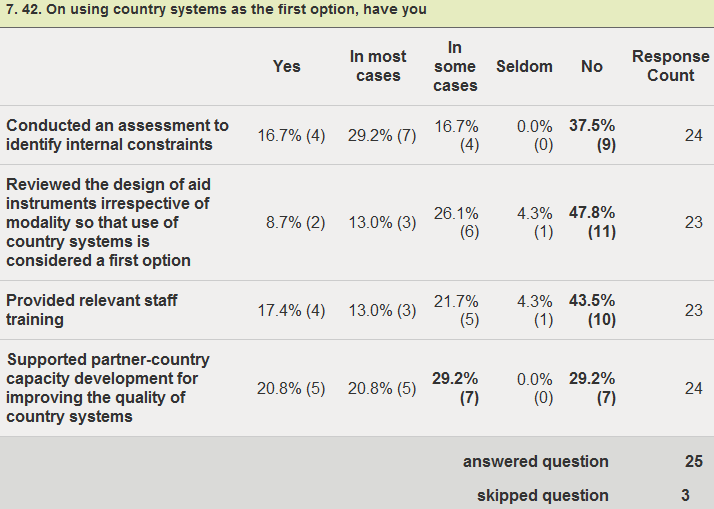 7. 42. On using country systems as the first option, have you
Yes In most cases In some cases Seldom No Response Count
Conducted an assessment to identify internal constraints 16.7% (4) 29.2% (7) 16.7% (4) 0.0% (0) 37.5% (9) 24
Reviewed the design of aid instruments irrespective of modality so that use of country systems is considered a first option 8.7% (2) 13.0% (3) 26.1% (6) 4.3% (1) 47.8% (11) 23
Provided relevant staff training 17.4% (4) 13.0% (3) 21.7% (5) 4.3% (1) 43.5% (10) 23
Supported partner-country capacity development for improving the quality of country systems 20.8% (5) 20.8% (5) 29.2% (7) 0.0% (0) 29.2% (7) 24
answered question 25
skipped question 3